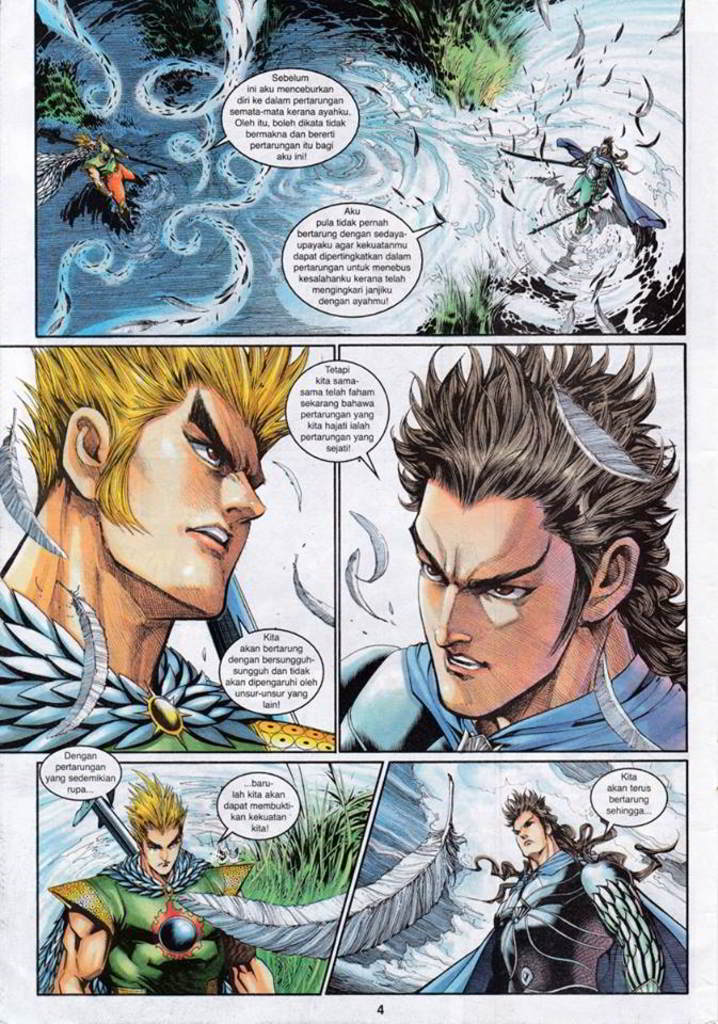 Sebelum
ini aku menceburkan
diri ke dalam pertarungan
semata-mata kerana ayahku.
Oleh itu, boleh dikata tidak
bermakna dan bererti
pertarungan itu bagi
aku ini!
Aku
pula tidak pernah
bertarung dengan sedaya-
upayaku agar kekuatanmu
dapat dipertingkatkan dalam
pertarungan untuk menebus
kesalahanku kerana telah
mengingkari janjiku
dengan ayahmu!
Tetapi
kita sama-
sama telah faham
sekarang bahawa
pertarungan yang
kita hajati ialah
pertarungan
sejati!
Kita
akan bertarung
dengan bersungguh-
sungguh dan tidak
akan dipengaruhi oleh
unsur-unsur yang
lain!
Dengan
pertarungan
yang sedemikian
rupa...
...baru-
lah kita akan
dapat membukti-
kan kekuatan
kita!
Kita
akan terus
bertarung
sehingga...
4